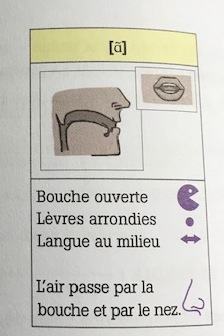 [ã]
Bouche ouverte
Lèvres arrondies
Langue au milieu
L'air passe par la
bouche et par le nez.